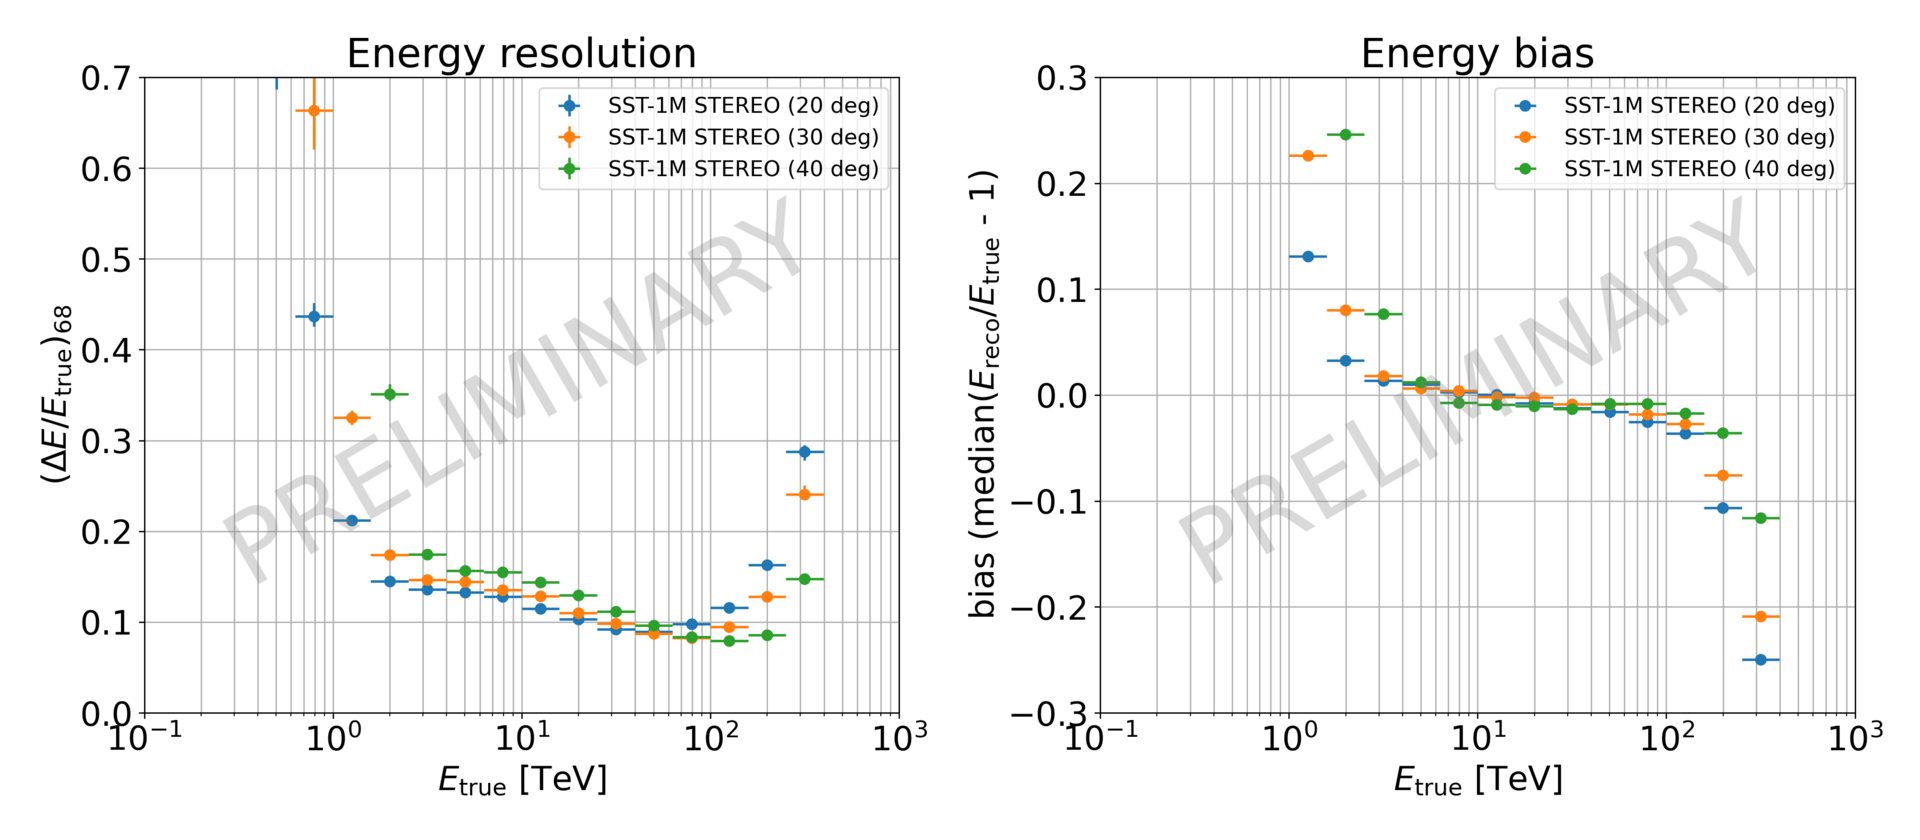 Energy resolution
0.7
0.6
0.5
0.4
0.3
0.2
0.1
0.0
(ΔE/E_true)_68
SST-1M STEREO (20 deg)
SST-1M STEREO (30 deg)
SST-1M STEREO (40 deg)
PRELIMINARY
10^−1
10^0
10^1
10^2
10^3
E_true [TeV]
Energy bias
0.3
0.2
0.1
0.0
−0.1
−0.2
−0.3
bias (median(E_reco/E_true - 1)
SST-1M STEREO (20 deg)
SST-1M STEREO (30 deg)
SST-1M STEREO (40 deg)
PRELIMINARY
10^−1
10^0
10^1
10^2
10^3
E_true [TeV]